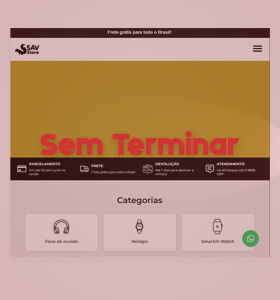 Frete grátis para todo o Brasil!
SAV
Store
Sem Terminar
PARCELAMENTO
Em até 12x sem juros no
cartão
FRETE
Frete grátis para todo o Brasil
DEVOLUÇÃO
Até 7 dias para devolver a
compra
ATENDIMENTO
Via Whatsapp
Categorias
Fone de ouvido
Relógio
Smartch Watch